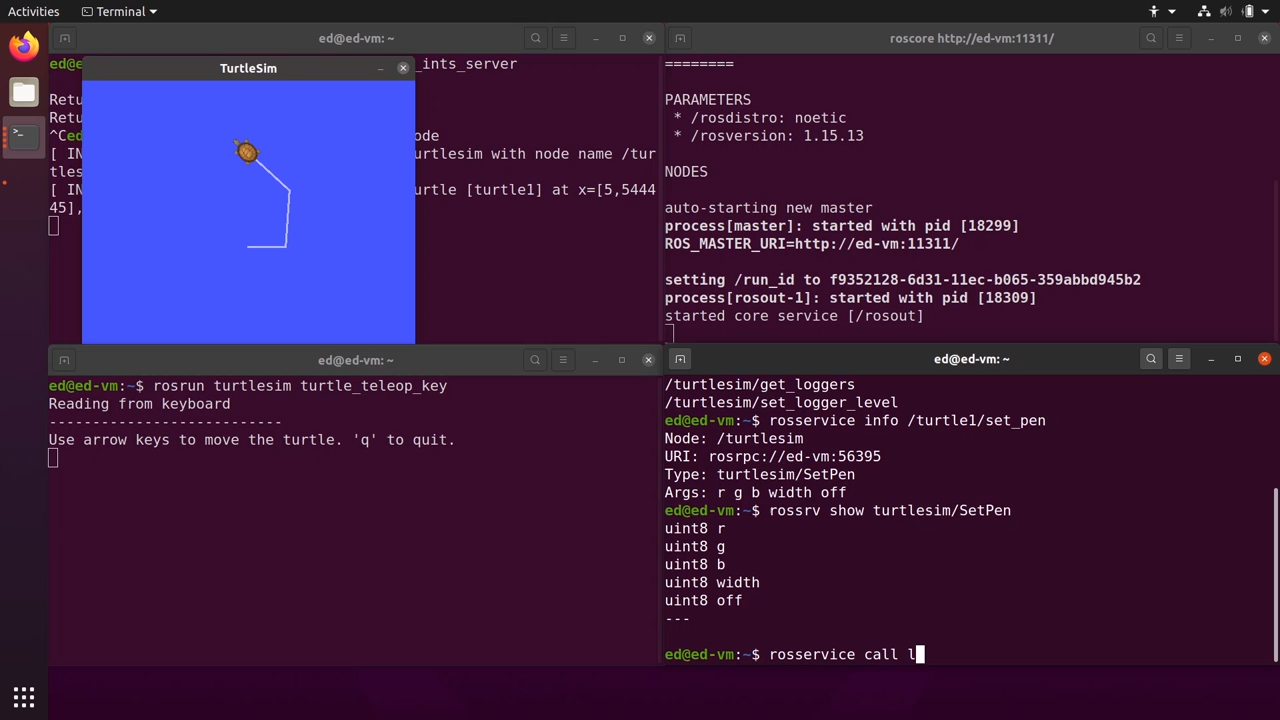 Activities
Terminal
ed@ed-vm: ~
roscore http://ed-vm:11311/
ed@e
_ints_server
TurtleSim
Retu
Retu
^Ced
ode
[ IN
urtlesim with node name /tur
tles
[ IN
urtle [turtle1] at x=[5,5444
45],
========
PARAMETERS
* /rosdistro: noetic
* /rosversion: 1.15.13
NODES
auto-starting new master
process[master]: started with pid [18299]
ROS_MASTER_URI=http://ed-vm:11311/
setting /run_id to f9352128-6d31-11ec-b065-359abbd945b2
process[rosout-1]: started with pid [18309]
started core service [/rosout]
ed@ed-vm: ~
ed@ed-vm:~$ rosrun turtlesim turtle_teleop_key
Reading from keyboard
---------------------------
Use arrow keys to move the turtle. 'q' to quit.
ed@ed-vm: ~
/turtlesim/get_loggers
/turtlesim/set_logger_level
ed@ed-vm:~$ rosservice info /turtle1/set_pen
Node: /turtlesim
URI: rosrpc://ed-vm:56395
Type: turtlesim/SetPen
Args: r g b width off
ed@ed-vm:~$ rossrv show turtlesim/SetPen
uint8 r
uint8 g
uint8 b
uint8 width
uint8 off
---
ed@ed-vm:~$ rosservice call l